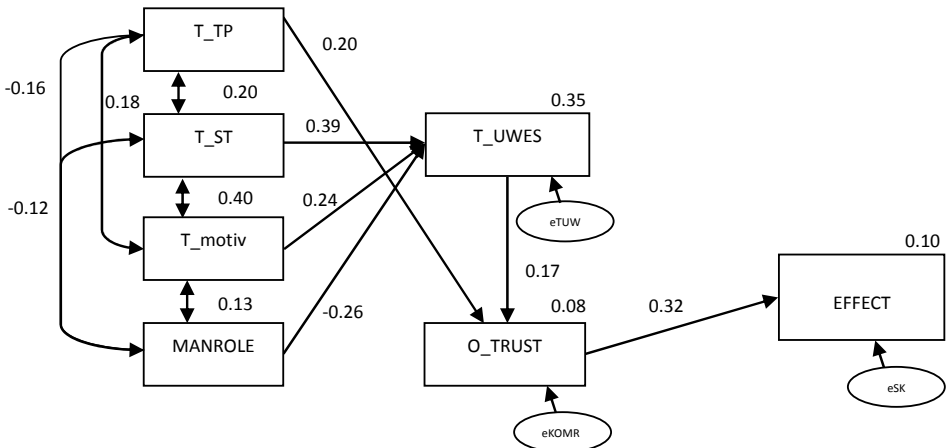 T_TP
0.20
-0.16
0.18
0.20
0.35
T_ST
0.39
T_UWES
-0.12
0.40
0.24
eTUW
T_motiv
0.10
0.13
0.17
-0.26
0.08
0.32
EFFECT
MANROLE
O_TRUST
eSK
eKOMR